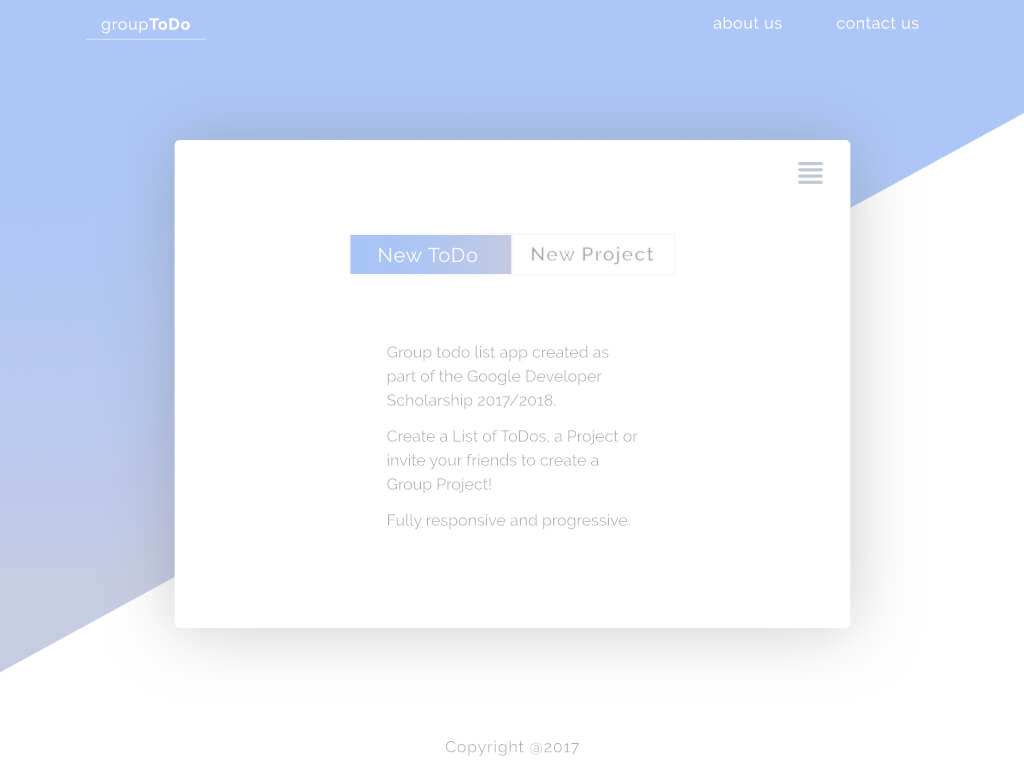 groupToDo
about us
contact us
New ToDo
New Project
Group todo list app created as
part of the Google Developer
Scholarship 2017/2018.
Create a List of ToDos, a Project or
invite your friends to create a
Group Project!
Fully responsive and progressive.
Copyright @2017